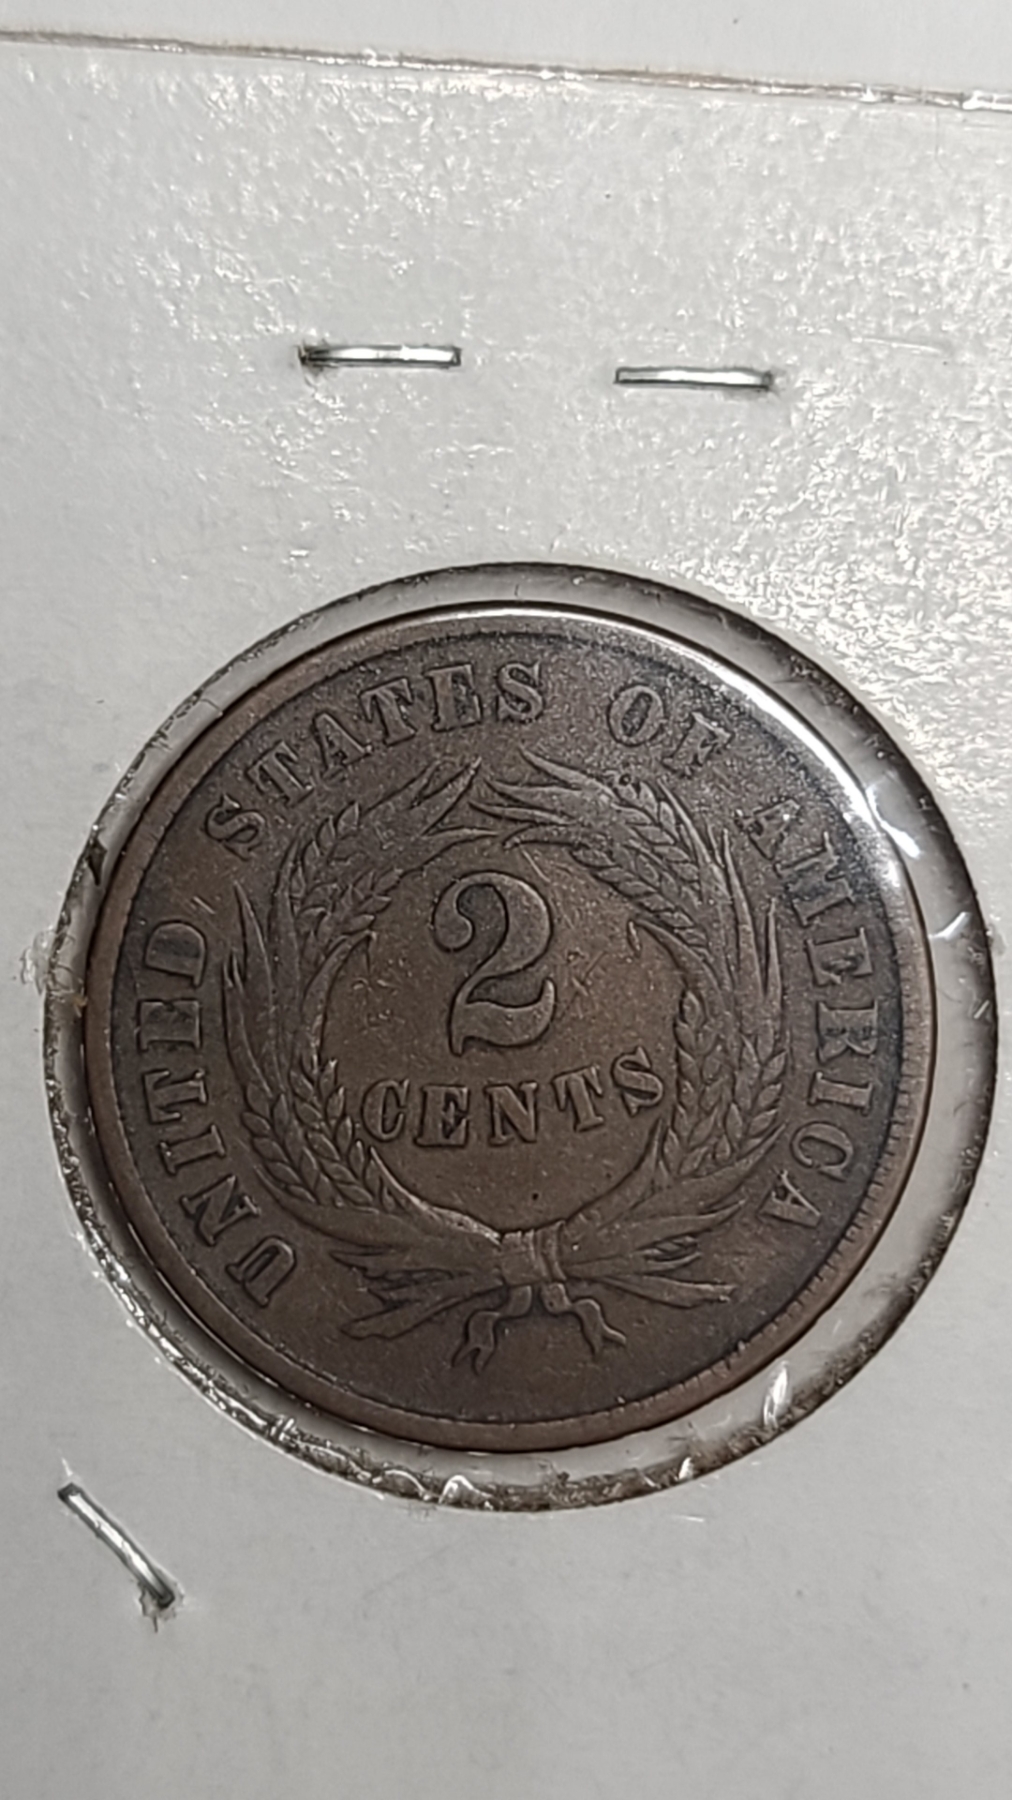 UNITED STATES OF AMERICA
2
CENTS